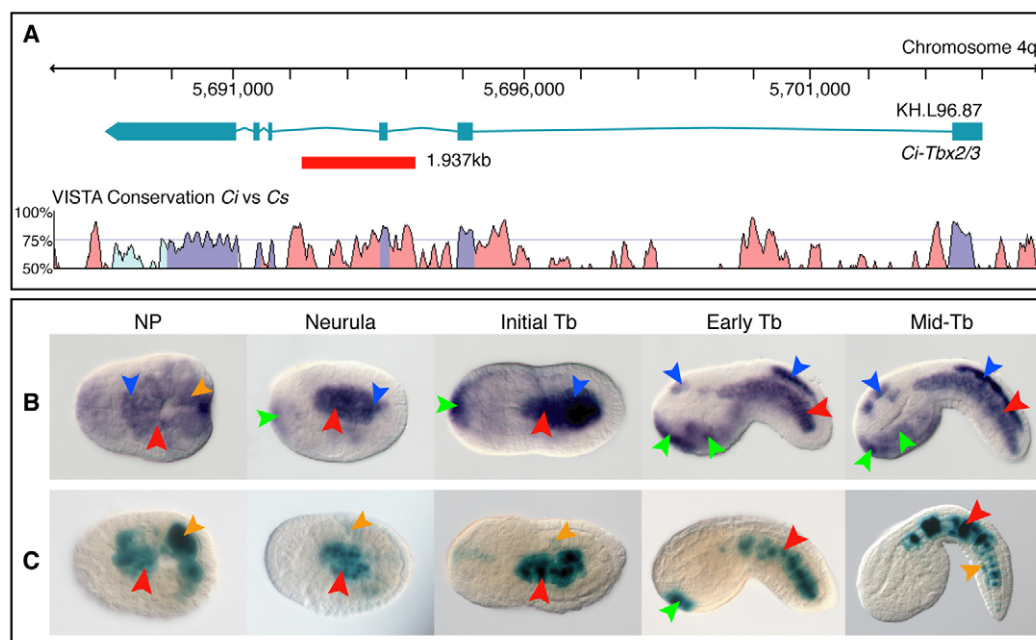 A
Chromosome 4q
5,691,000 5,696,000 5,701,000
KH.L96.87
Ci-Tbx2/3
1.937kb
VISTA Conservation Ci vs Cs
100%
75%
50%
NP Neurula Initial Tb Early Tb Mid-Tb
B
C